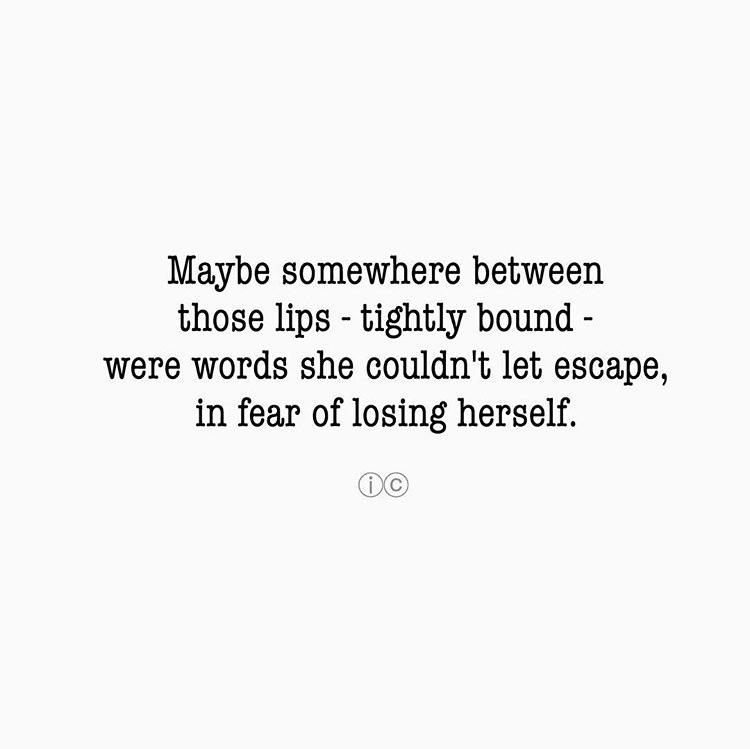 Maybe somewhere between
those lips - tightly bound -
were words she couldn't let escape,
in fear of losing herself.
ⓘⓒ